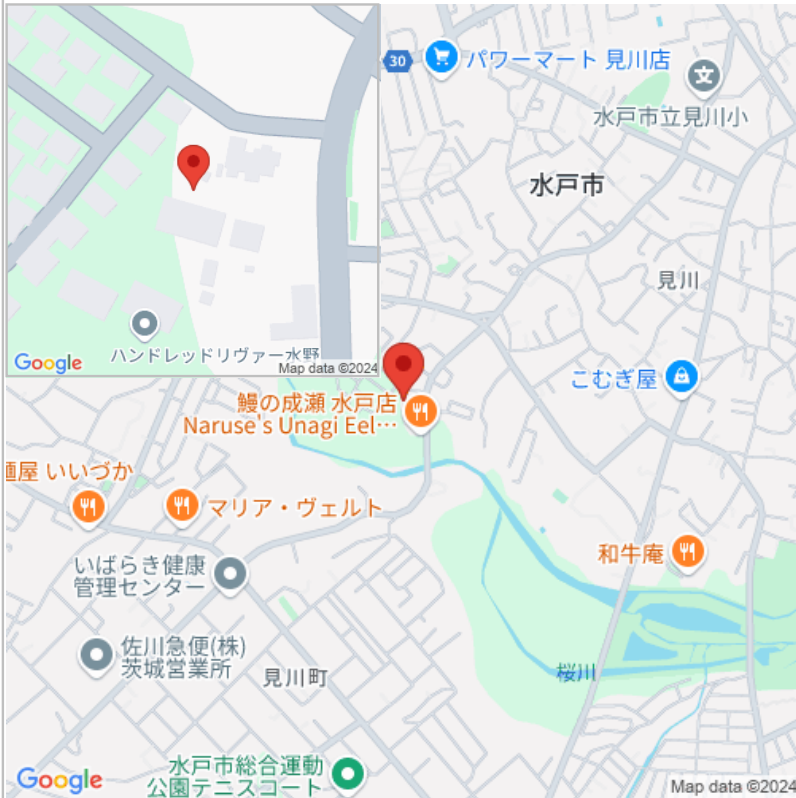 ハンドレッドリヴァー水野
Google
Map data ©2024
30
パワーマート 見川店
水戸市立見川小
水戸市
見川
こむぎ屋
鰻の成瀬 水戸店
Naruse's Unagi Eel…
麺屋 いいづか
マリア・ヴェルト
和牛庵
いばらき健康
管理センター
佐川急便(株)
茨城営業所
見川町
桜川
水戸市総合運動
公園テニスコート
Google
Map data ©2024
文